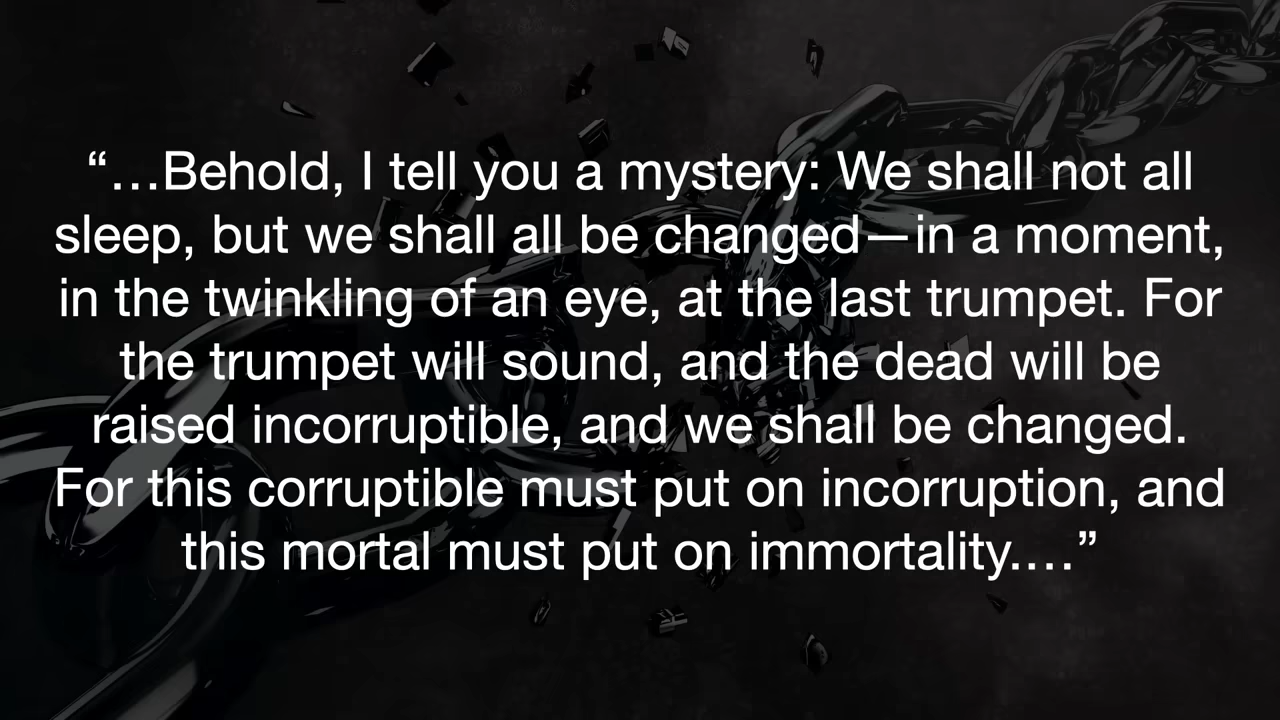 “…Behold, I tell you a mystery: We shall not all
sleep, but we shall all be changed—in a moment,
in the twinkling of an eye, at the last trumpet. For
the trumpet will sound, and the dead will be
raised incorruptible, and we shall be changed.
For this corruptible must put on incorruption, and
this mortal must put on immortality.…”